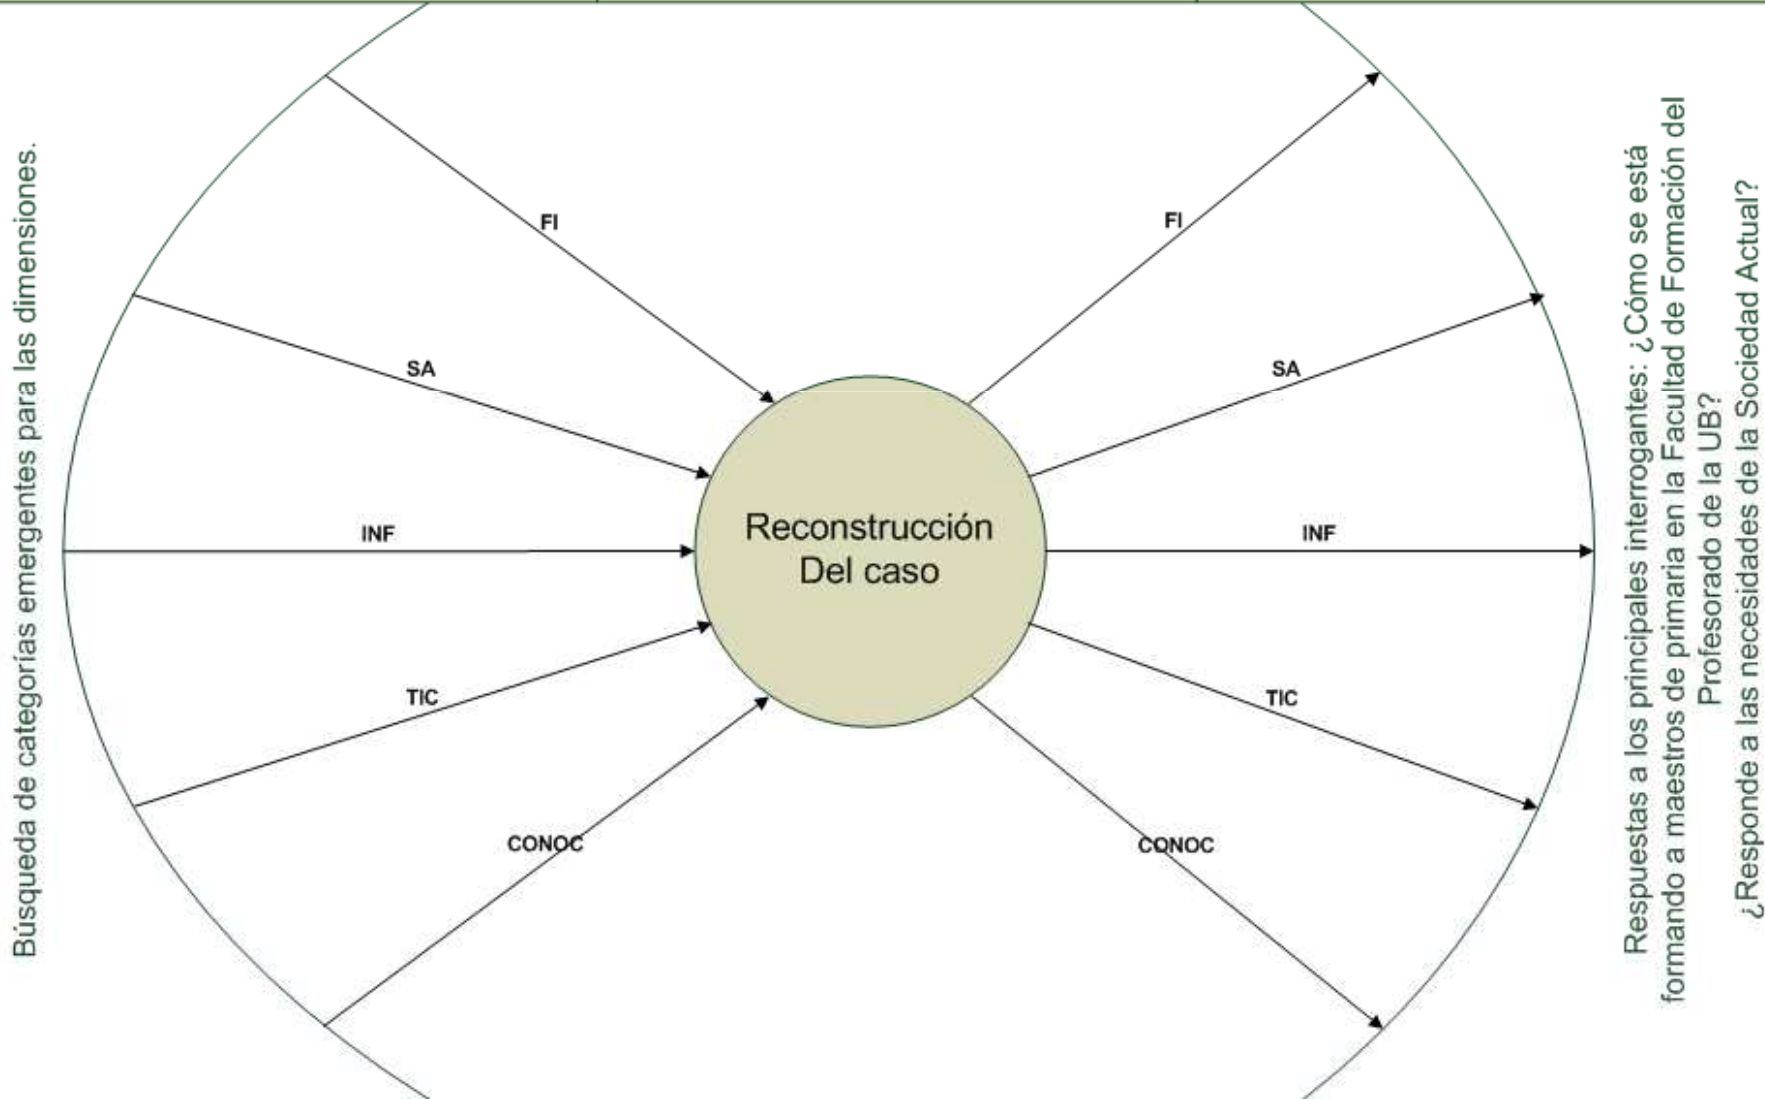 Búsqueda de categorías emergentes para las dimensiones.
FI
SA
INF
TIC
CONOC
Reconstrucción
Del caso
FI
SA
INF
TIC
CONOC
Respuestas a los principales interrogantes: ¿Cómo se está
formando a maestros de primaria en la Facultad de Formación del
Profesorado de la UB?
¿Responde a las necesidades de la Sociedad Actual?